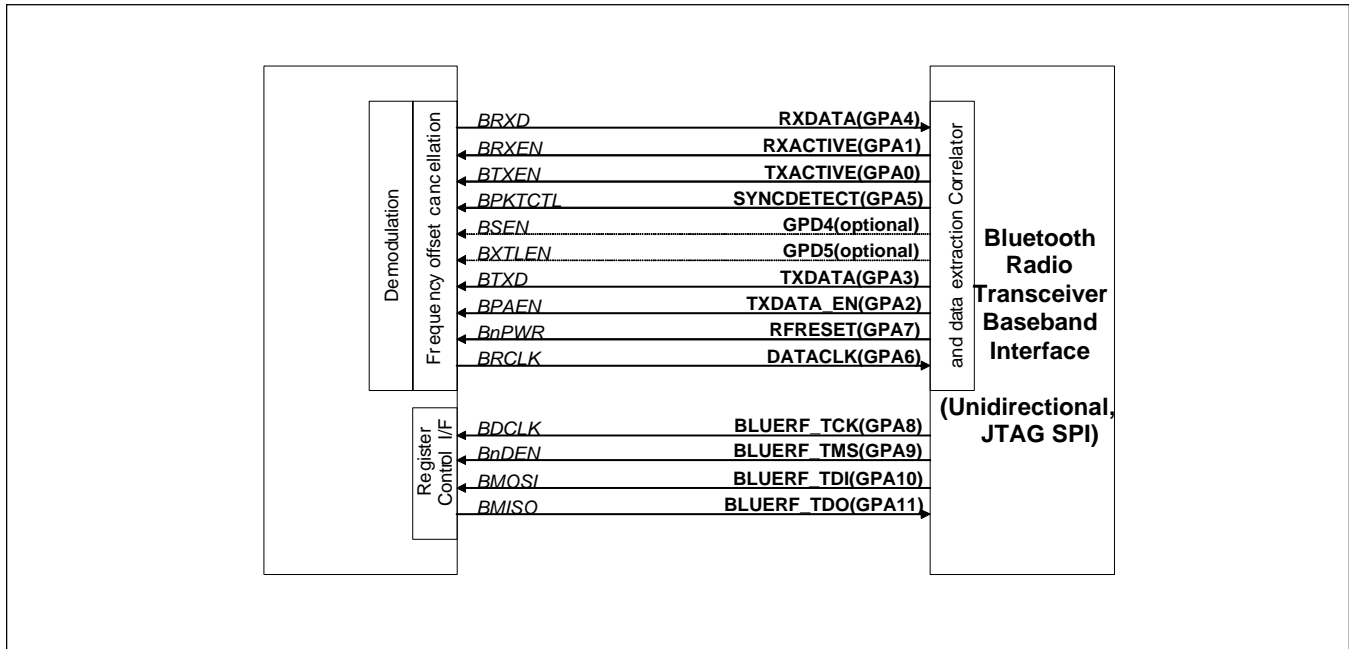 Demodulation
Frequency offset cancellation
BRXD RXDATA(GPA4)
BRXEN RXACTIVE(GPA1)
BTXEN TXACTIVE(GPA0)
BPKTCTL SYNCDETECT(GPA5)
BSEN GPD4(optional)
BXTLEN GPD5(optional)
BTXD TXDATA(GPA3)
BPAEN TXDATA_EN(GPA2)
BnPWR RFRESET(GPA7)
BRCLK DATACLK(GPA6)
and data extraction Correlator
Bluetooth
Radio
Transceiver
Baseband
Interface
(Unidirectional,
JTAG SPI)
Register
Control I/F
BDCLK BLUERF_TCK(GPA8)
BnDEN BLUERF_TMS(GPA9)
BMOSI BLUERF_TDI(GPA10)
BMISO BLUERF_TDO(GPA11)